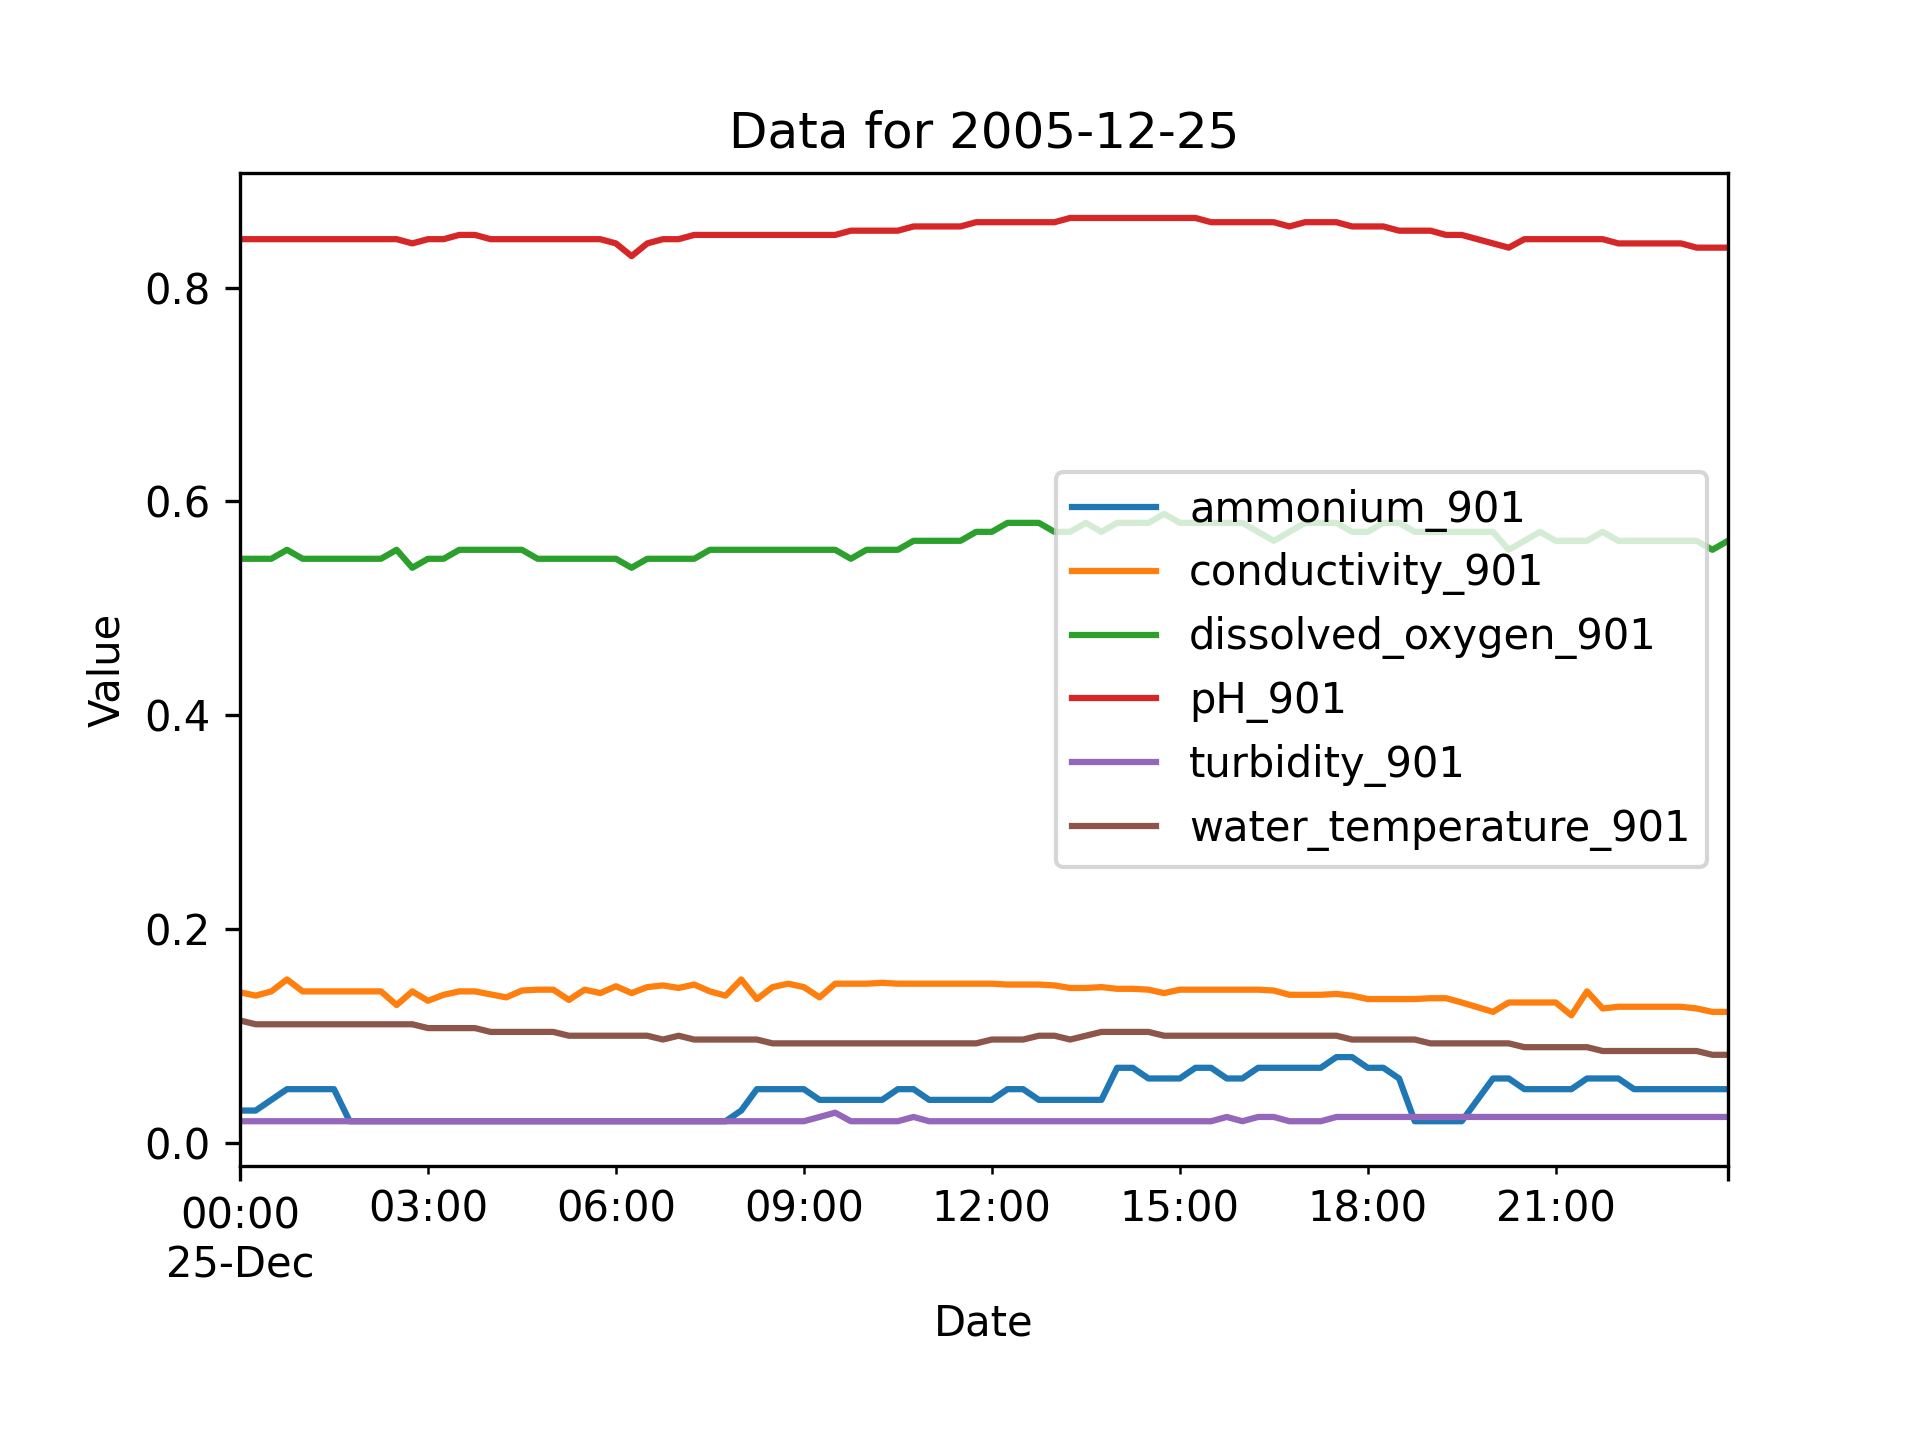 Data for 2005-12-25
Value
0.8
0.6
0.4
0.2
0.0
ammonium_901
conductivity_901
dissolved_oxygen_901
pH_901
turbidity_901
water_temperature_901
00:00 03:00 06:00 09:00 12:00 15:00 18:00 21:00
25-Dec
Date